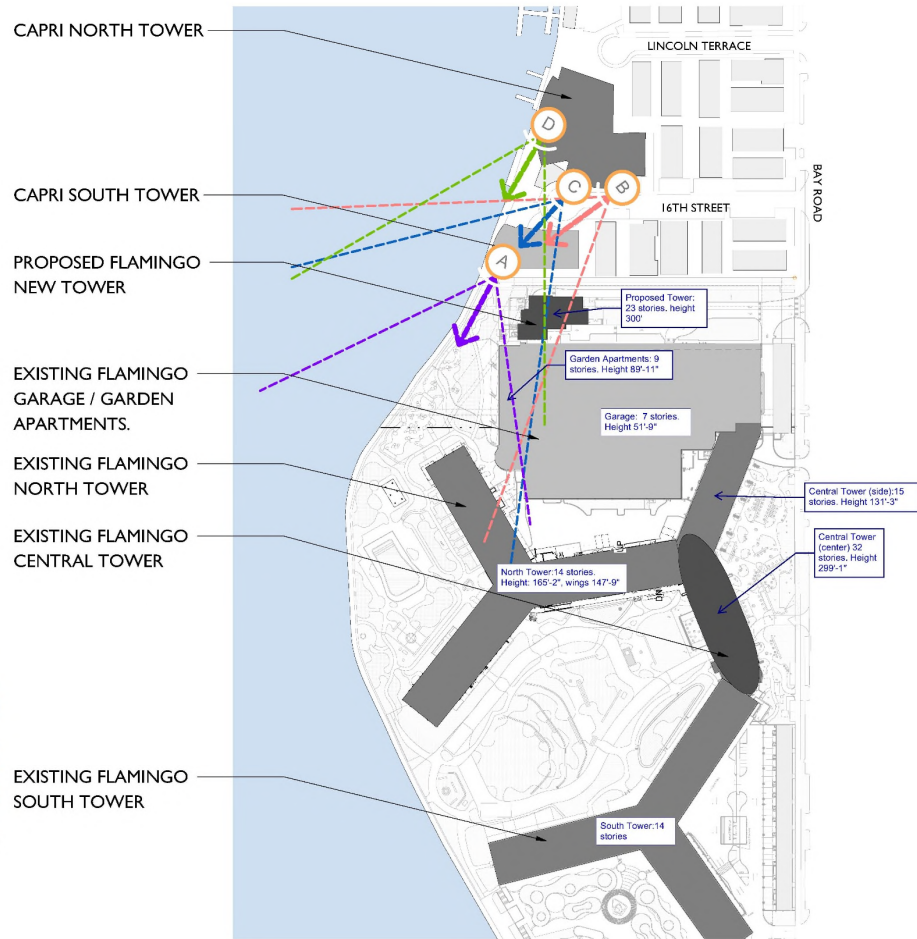 CAPRI NORTH TOWER
LINCOLN TERRACE
D
CAPRI SOUTH TOWER
C
B
16TH STREET
BAY ROAD
A
PROPOSED FLAMINGO
NEW TOWER
Proposed Tower:
23 stories. height
300'
EXISTING FLAMINGO
GARAGE / GARDEN
APARTMENTS.
Garden Apartments: 9
stories. Height 89'-11"
Garage: 7 stories.
Height 51'-9"
EXISTING FLAMINGO
NORTH TOWER
Central Tower (side):15
stories. Height 131'-3"
EXISTING FLAMINGO
CENTRAL TOWER
Central Tower
(center) 32
stories. Height
299'-1"
North Tower:14 stories.
Height: 165'-2", wings 147'-9"
EXISTING FLAMINGO
SOUTH TOWER
South Tower:14
stories